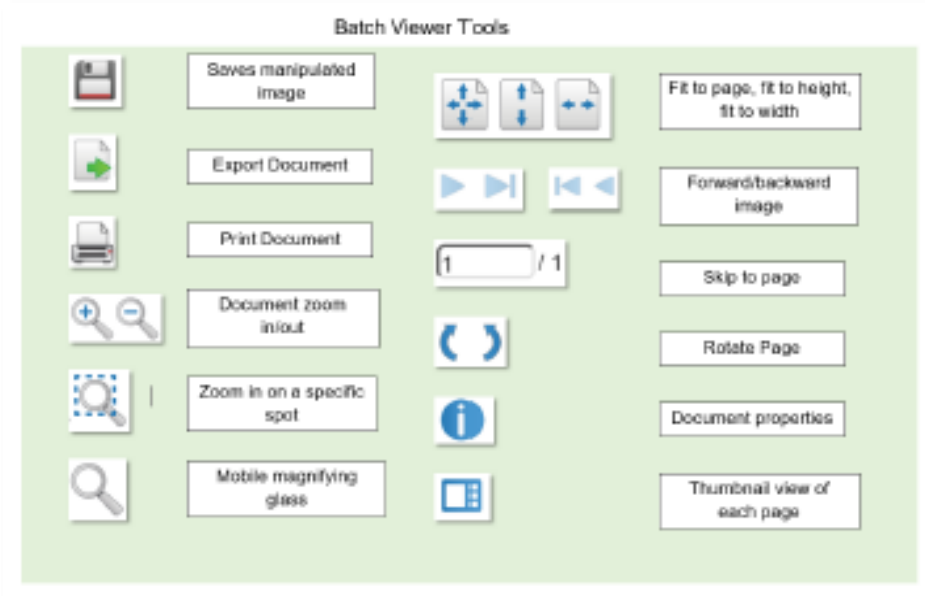 Batch Viewer Tools
Saves manipulated
image
Export Document
Print Document
Document zoom
in/out
Zoom in on a specific
spot
Mobile magnifying
glass
Fit to page, fit to height,
fit to width
Forward/backward
image
1 / 1
Skip to page
Rotate Page
Document properties
Thumbnail view of
each page